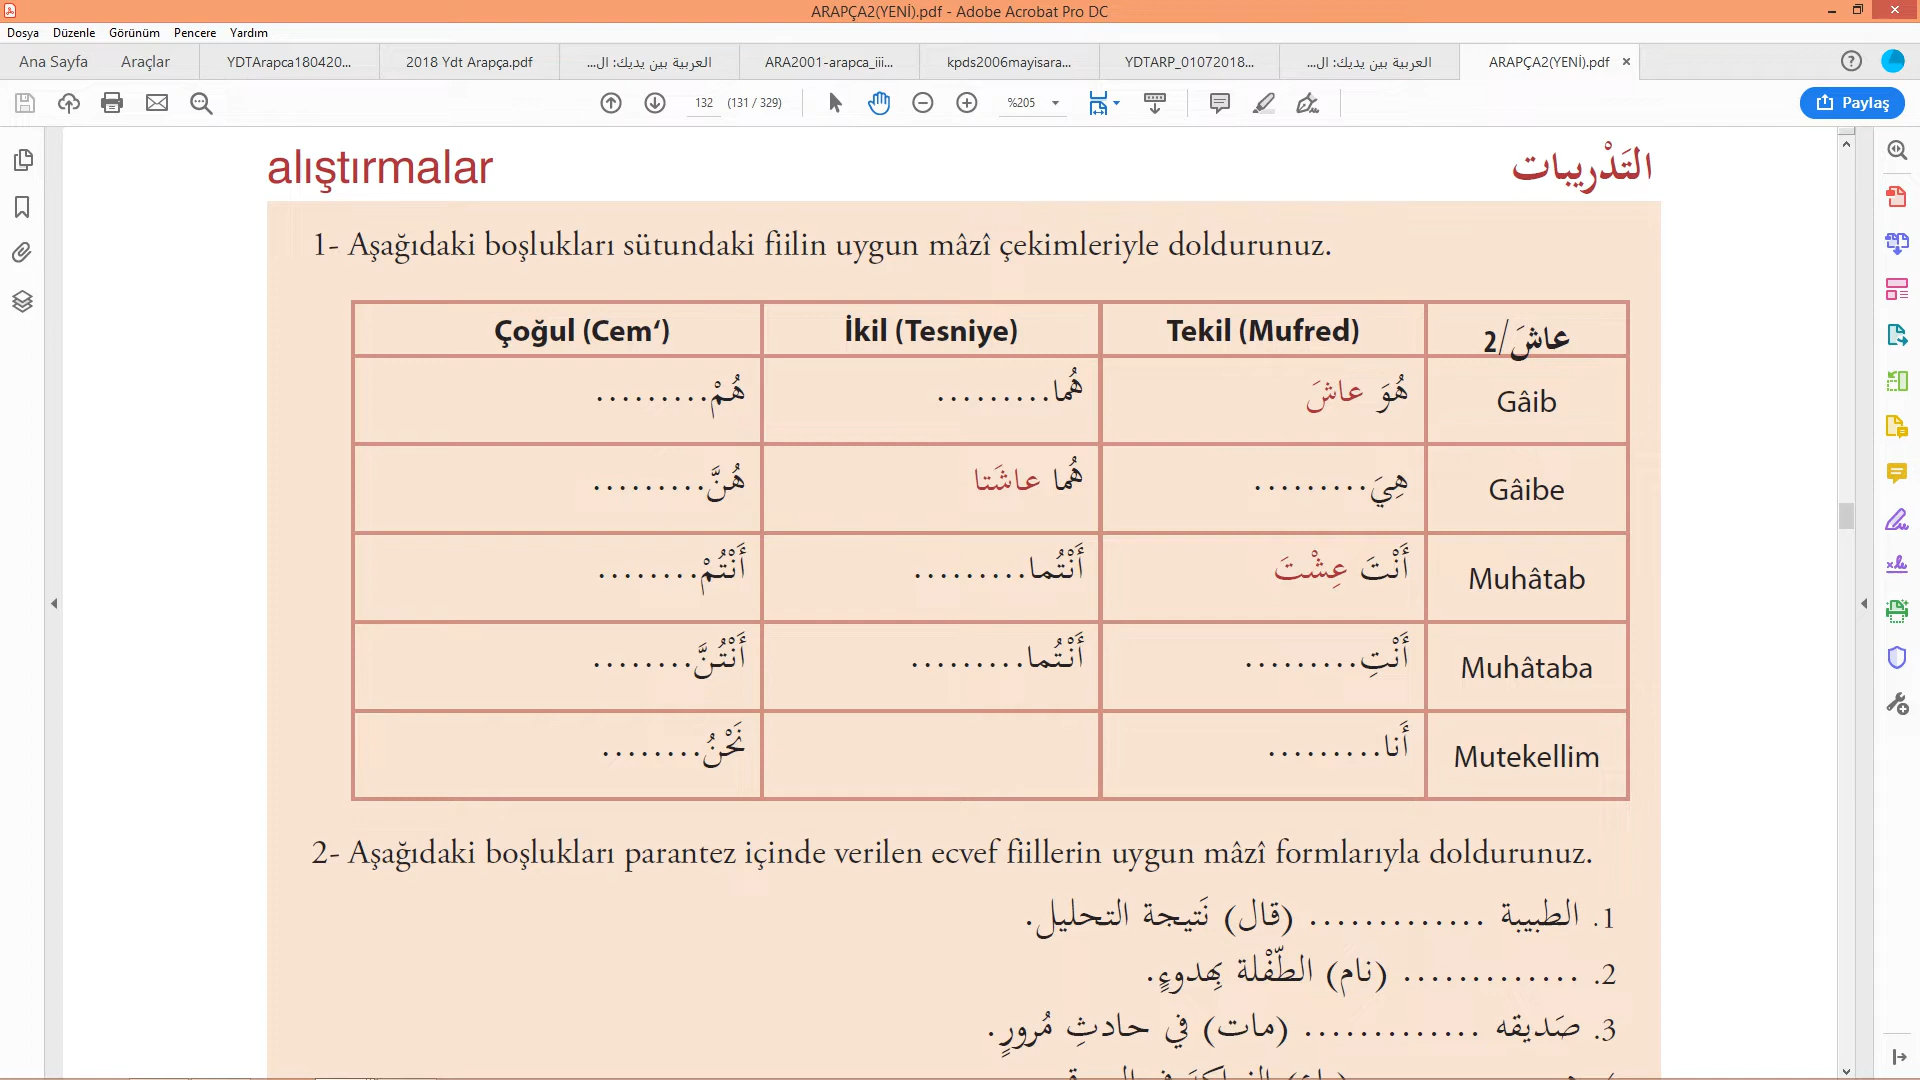 ARAPÇA2(YENİ).pdf - Adobe Acrobat Pro DC
Dosya Düzenle Görünüm Pencere Yardım
Ana Sayfa Araçlar YDTArapca180420... 2018 Ydt Arapça.pdf العربية بين يديك: ال... ARA2001-arapca_iii... kpds2006mayisara... YDTARP_01072018... العربية بين يديك: ال... ARAPÇA2(YENİ).pdf ×
132 (131 / 329) %205 Paylaş
alıştırmalar التَدْريبات
1- Aşağıdaki boşlukları sütundaki fiilin uygun mâzî çekimleriyle doldurunuz.
Çoğul (Cem‘) İkil (Tesniye) Tekil (Mufred) عاشَ/2
هُمْ......... هُما......... هُوَ عاشَ Gâib
هُنَّ......... هُما عاشَتا هِيَ......... Gâibe
أَنْتُمْ........ أَنْتُما......... أَنْتَ عِشْتَ Muhâtab
أَنْتُنَّ........ أَنْتُما......... أَنْتِ......... Muhâtaba
نَحْنُ........ أَنا......... Mutekellim
2- Aşağıdaki boşlukları parantez içinde verilen ecvef fiillerin uygun mâzî formlarıyla doldurunuz.
1. الطبيبة ............. (قال) نَتيجة التحليل.
2. ............. (نام) الطِّفْلة بِهدوءٍ.
3. صَديقه ............. (مات) في حادثِ مُرورٍ.